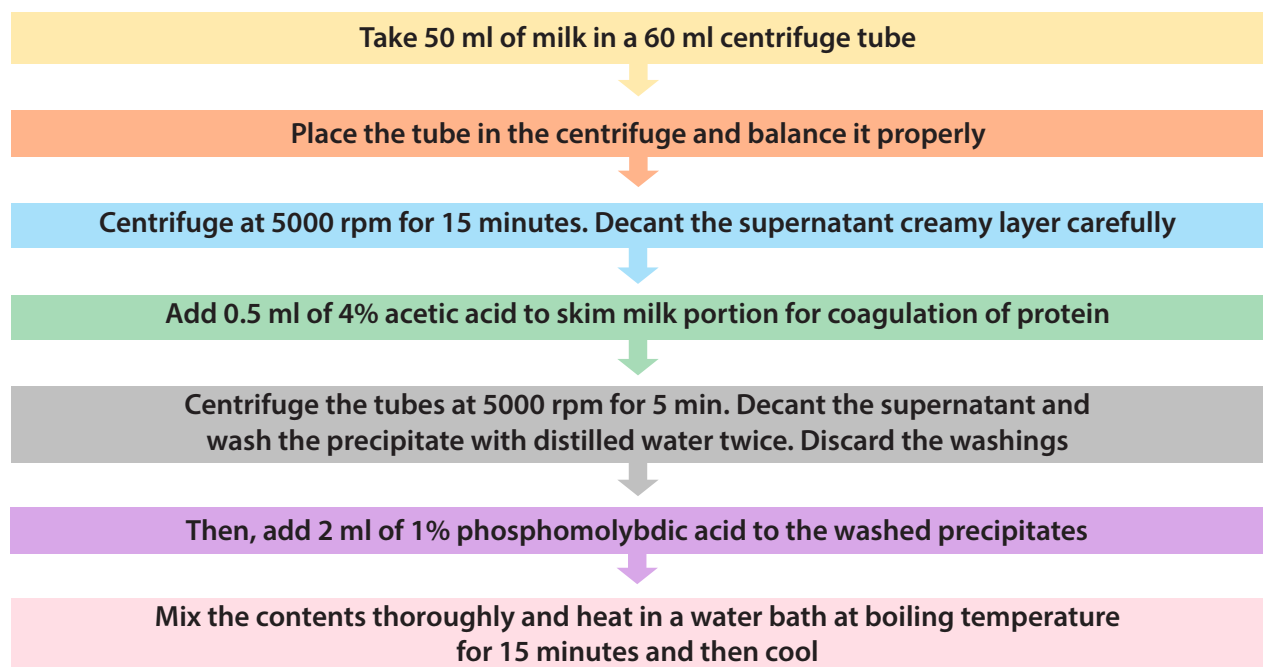 Take 50 ml of milk in a 60 ml centrifuge tube
Place the tube in the centrifuge and balance it properly
Centrifuge at 5000 rpm for 15 minutes. Decant the supernatant creamy layer carefully
Add 0.5 ml of 4% acetic acid to skim milk portion for coagulation of protein
Centrifuge the tubes at 5000 rpm for 5 min. Decant the supernatant and
wash the precipitate with distilled water twice. Discard the washings
Then, add 2 ml of 1% phosphomolybdic acid to the washed precipitates
Mix the contents thoroughly and heat in a water bath at boiling temperature
for 15 minutes and then cool